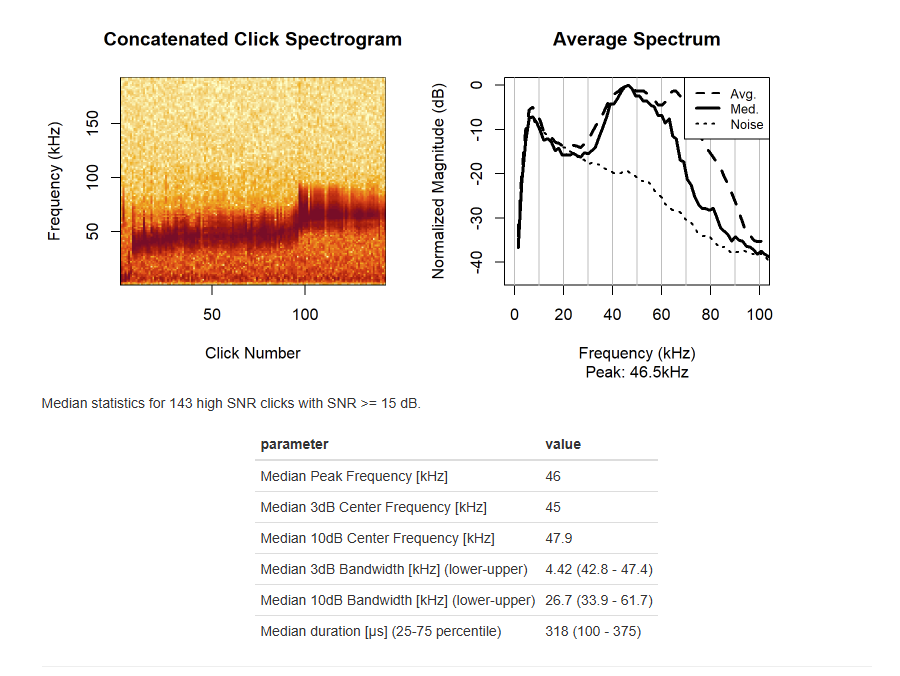 Concatenated Click Spectrogram
Frequency (kHz)
50 100 150
50 100
Click Number
Average Spectrum
Normalized Magnitude (dB)
0
-10
-20
-30
-40
Avg.
Med.
Noise
0 20 40 60 80 100
Frequency (kHz)
Peak: 46.5kHz
Median statistics for 143 high SNR clicks with SNR >= 15 dB.
parameter value
Median Peak Frequency [kHz] 46
Median 3dB Center Frequency [kHz] 45
Median 10dB Center Frequency [kHz] 47.9
Median 3dB Bandwidth [kHz] (lower-upper) 4.42 (42.8 - 47.4)
Median 10dB Bandwidth [kHz] (lower-upper) 26.7 (33.9 - 61.7)
Median duration [µs] (25-75 percentile) 318 (100 - 375)